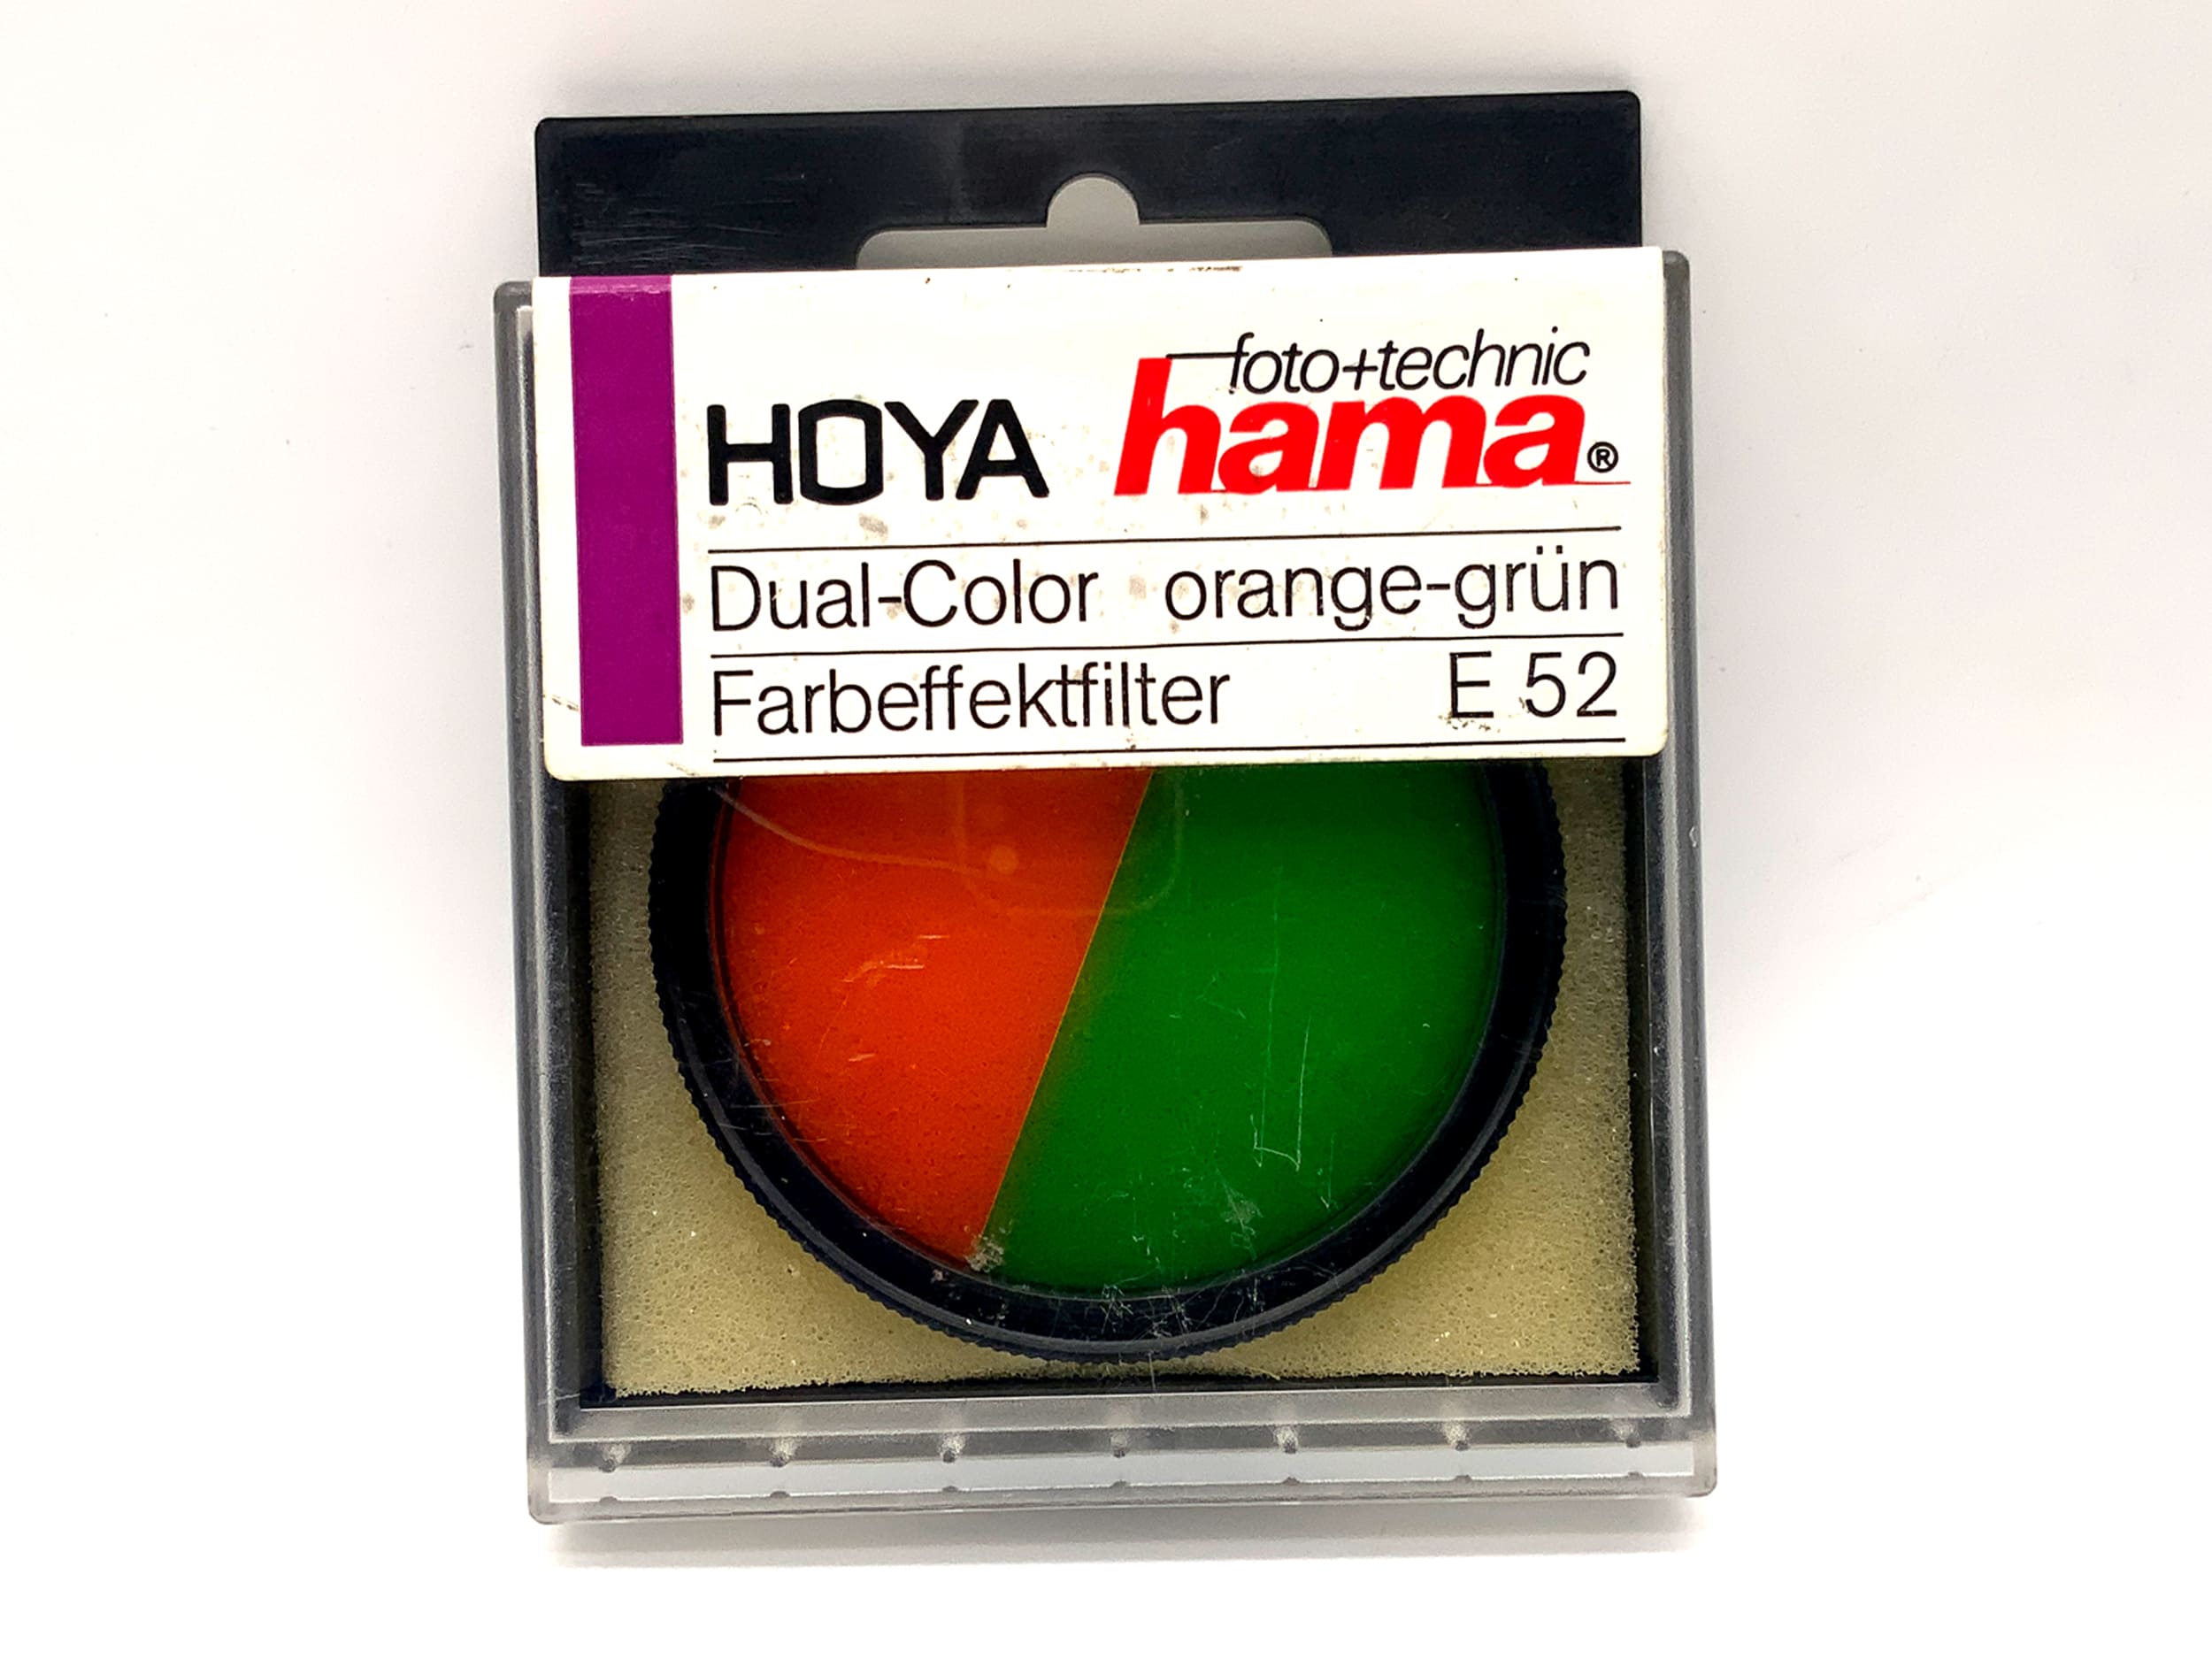 foto+technic
HOYA hama®
Dual-Color orange-grün
Farbeffektfilter E 52